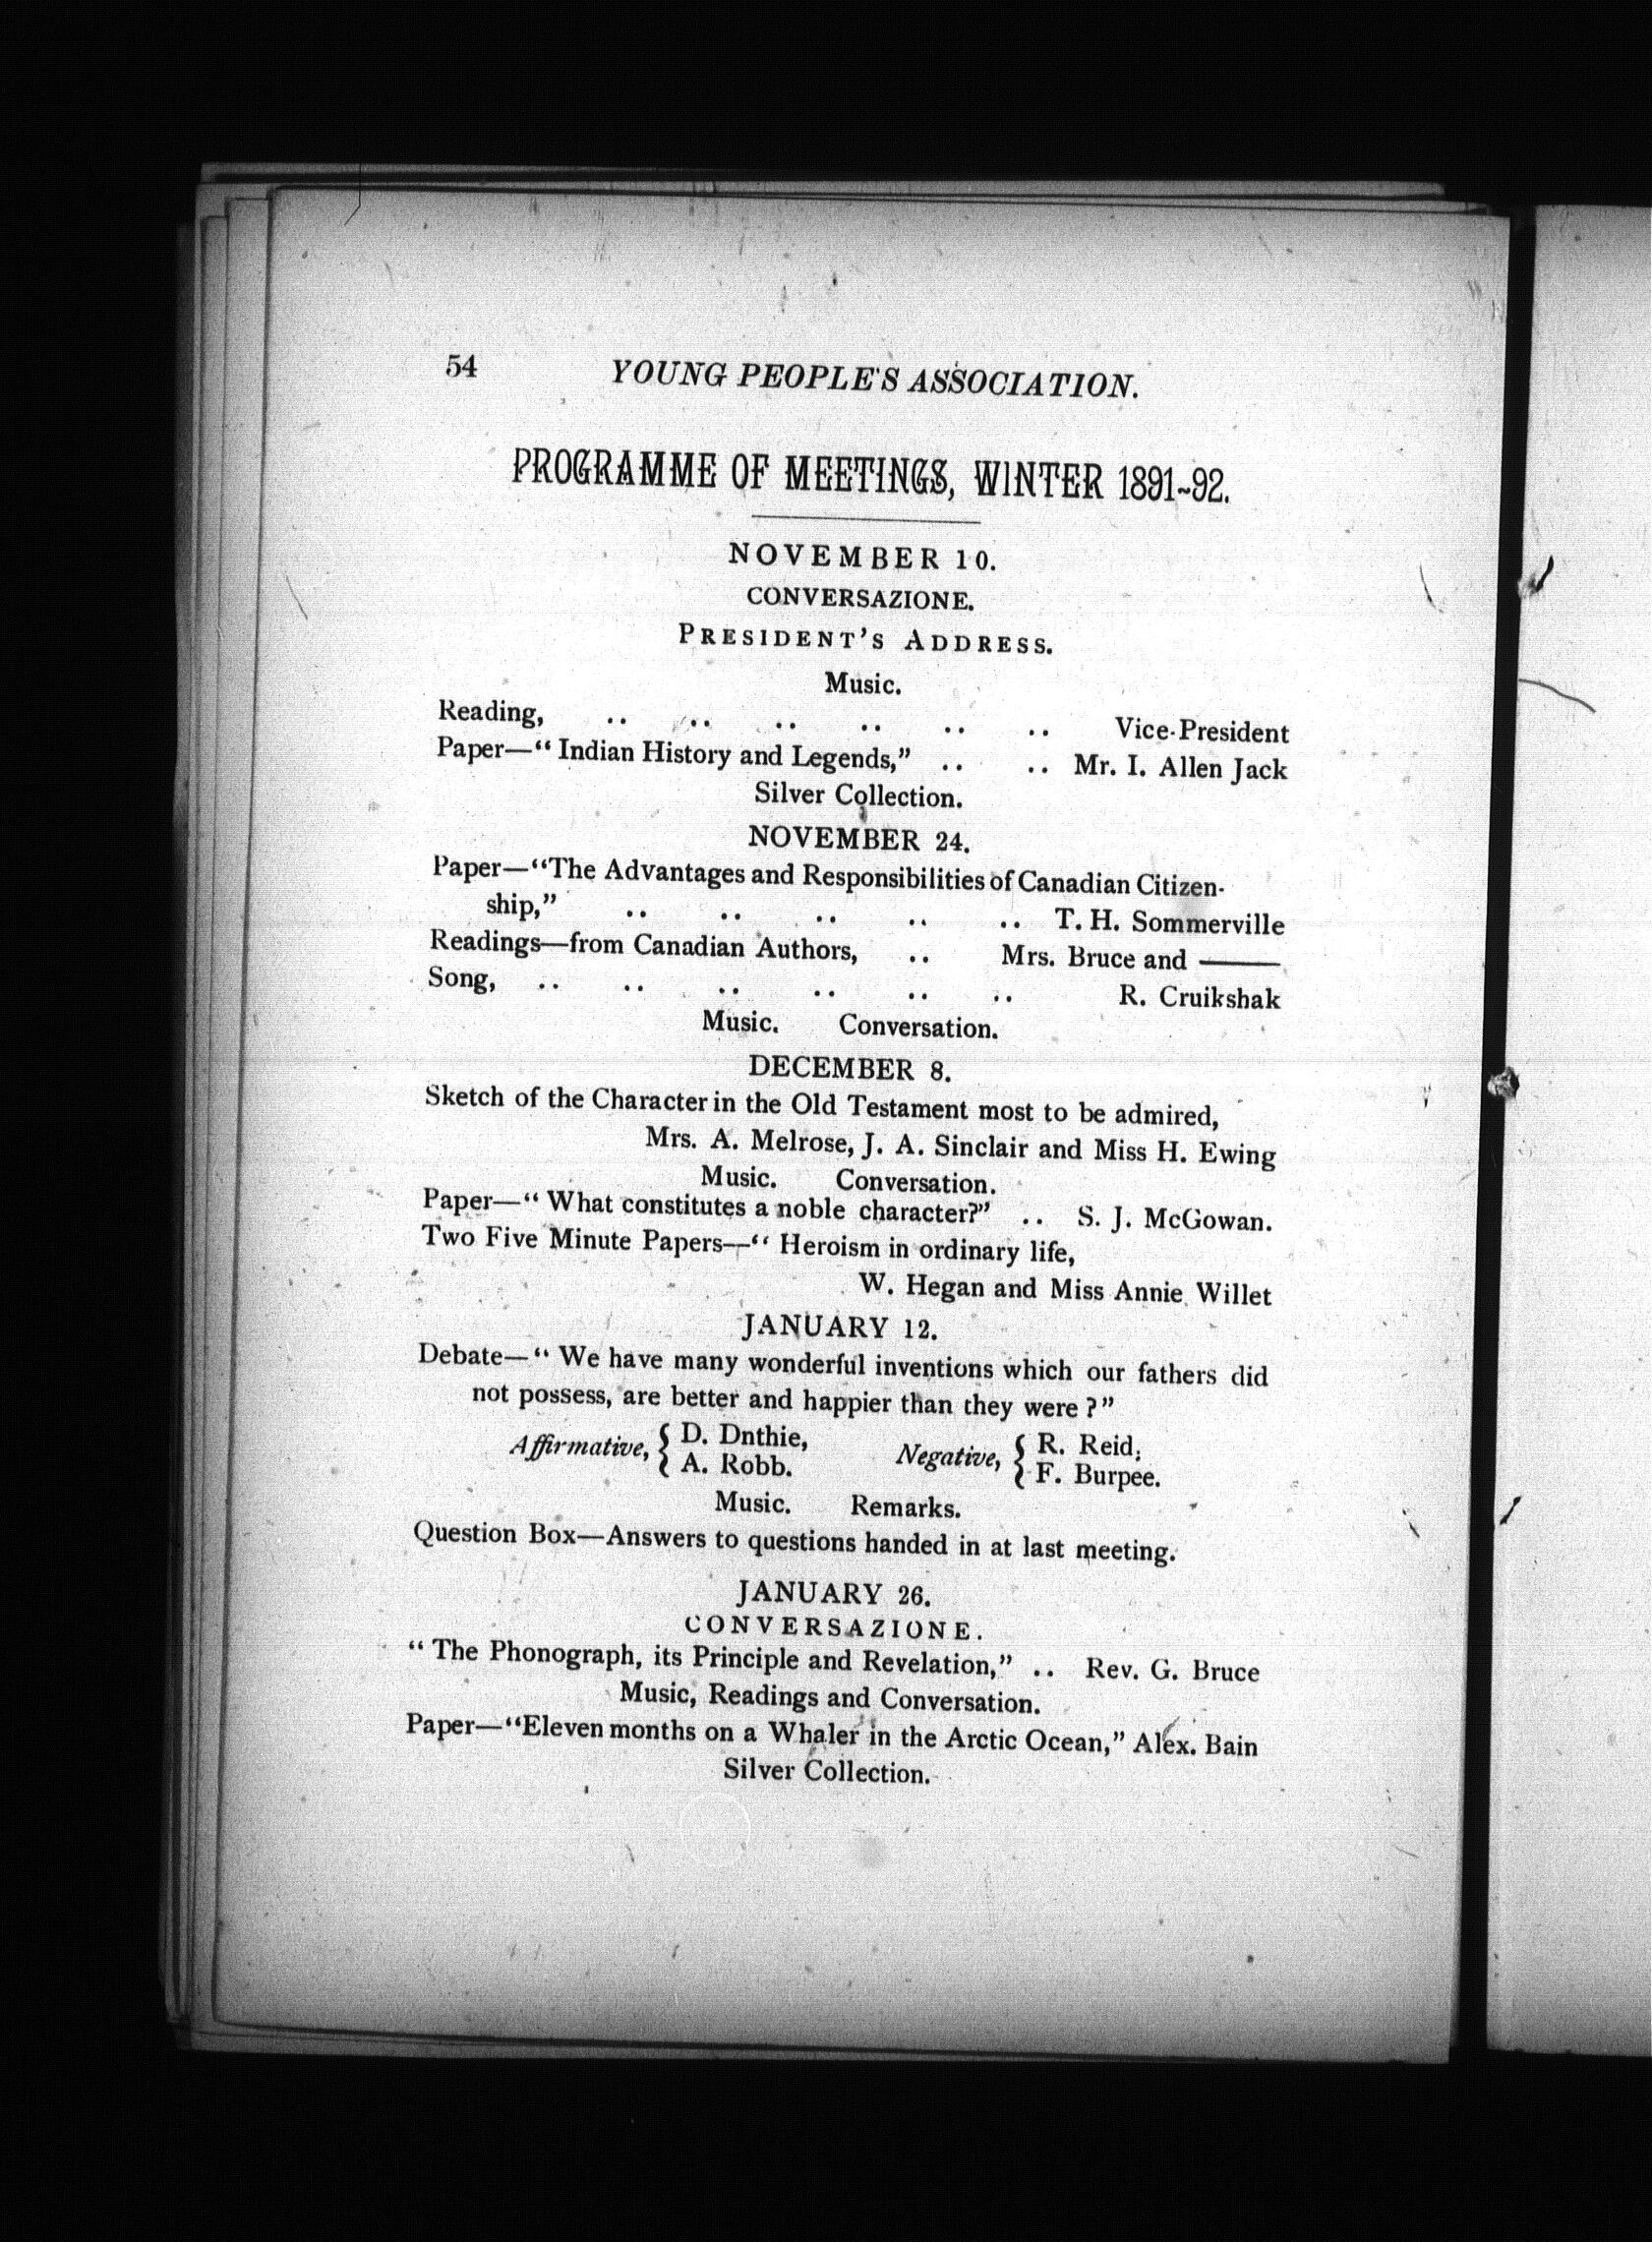 54 YOUNG PEOPLE'S ASSOCIATION.
PROGRAMME OF MEETINGS, WINTER 1891-92.
NOVEMBER 10.
CONVERSAZIONE.
PRESIDENT'S ADDRESS.
Music.
Reading, .. .. .. .. .. .. Vice-President
Paper—“Indian History and Legends,” .. .. Mr. I. Allen Jack
Silver Collection.
NOVEMBER 24.
Paper—“The Advantages and Responsibilities of Canadian Citizen-
ship,” .. .. .. .. .. T. H. Sommerville
Readings—from Canadian Authors, .. Mrs. Bruce and ———
Song, .. .. .. .. .. .. R. Cruikshak
Music. Conversation.
DECEMBER 8.
Sketch of the Character in the Old Testament most to be admired,
Mrs. A. Melrose, J. A. Sinclair and Miss H. Ewing
Music. Conversation.
Paper—“What constitutes a noble character?” .. S. J. McGowan.
Two Five Minute Papers—“Heroism in ordinary life,
W. Hegan and Miss Annie Willet
JANUARY 12.
Debate—“We have many wonderful inventions which our fathers did
not possess, are better and happier than they were?”
Affirmative, { D. Dnthie, Negative, { R. Reid,
A. Robb. F. Burpee.
Music. Remarks.
Question Box—Answers to questions handed in at last meeting.
JANUARY 26.
CONVERSAZIONE.
“The Phonograph, its Principle and Revelation,” .. Rev. G. Bruce
Music, Readings and Conversation.
Paper—“Eleven months on a Whaler in the Arctic Ocean,” Alex. Bain
Silver Collection.